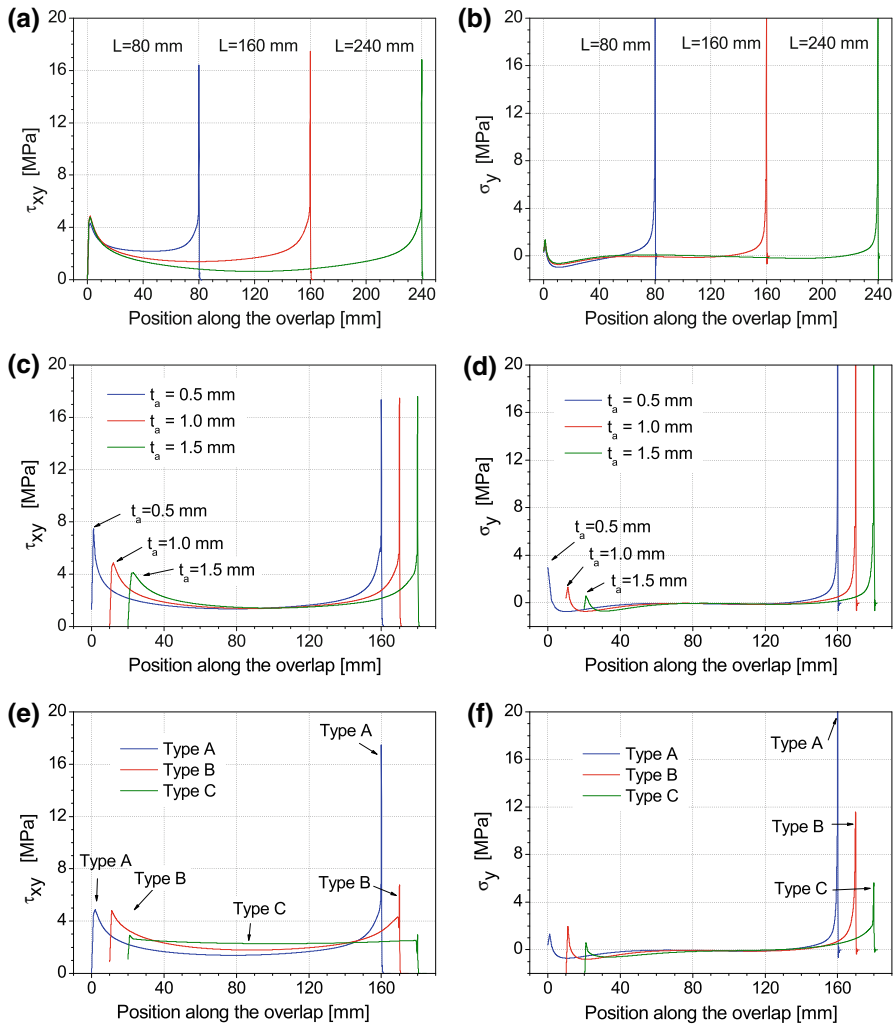 (a)
20
16
12
8
4
0
τxy [MPa]
L=80 mm L=160 mm L=240 mm
0 40 80 120 160 200 240
Position along the overlap [mm]
(b)
20
16
12
8
4
0
σy [MPa]
L=80 mm L=160 mm L=240 mm
0 40 80 120 160 200 240
Position along the overlap [mm]
(c)
20
16
12
8
4
0
τxy [MPa]
ta = 0.5 mm
ta = 1.0 mm
ta = 1.5 mm
ta=0.5 mm
ta=1.0 mm
ta=1.5 mm
0 40 80 120 160
Position along the overlap [mm]
(d)
20
16
12
8
4
0
σy [MPa]
ta = 0.5 mm
ta = 1.0 mm
ta = 1.5 mm
ta=0.5 mm
ta=1.0 mm
ta=1.5 mm
0 40 80 120 160
Position along the overlap [mm]
(e)
20
16
12
8
4
0
τxy [MPa]
Type A
Type B
Type C
Type A
Type A
Type B
Type C
Type B
0 40 80 120 160
Position along the overlap [mm]
(f)
20
16
12
8
4
0
σy [MPa]
Type A
Type B
Type C
Type A
Type B
Type C
0 40 80 120 160
Position along the overlap [mm]